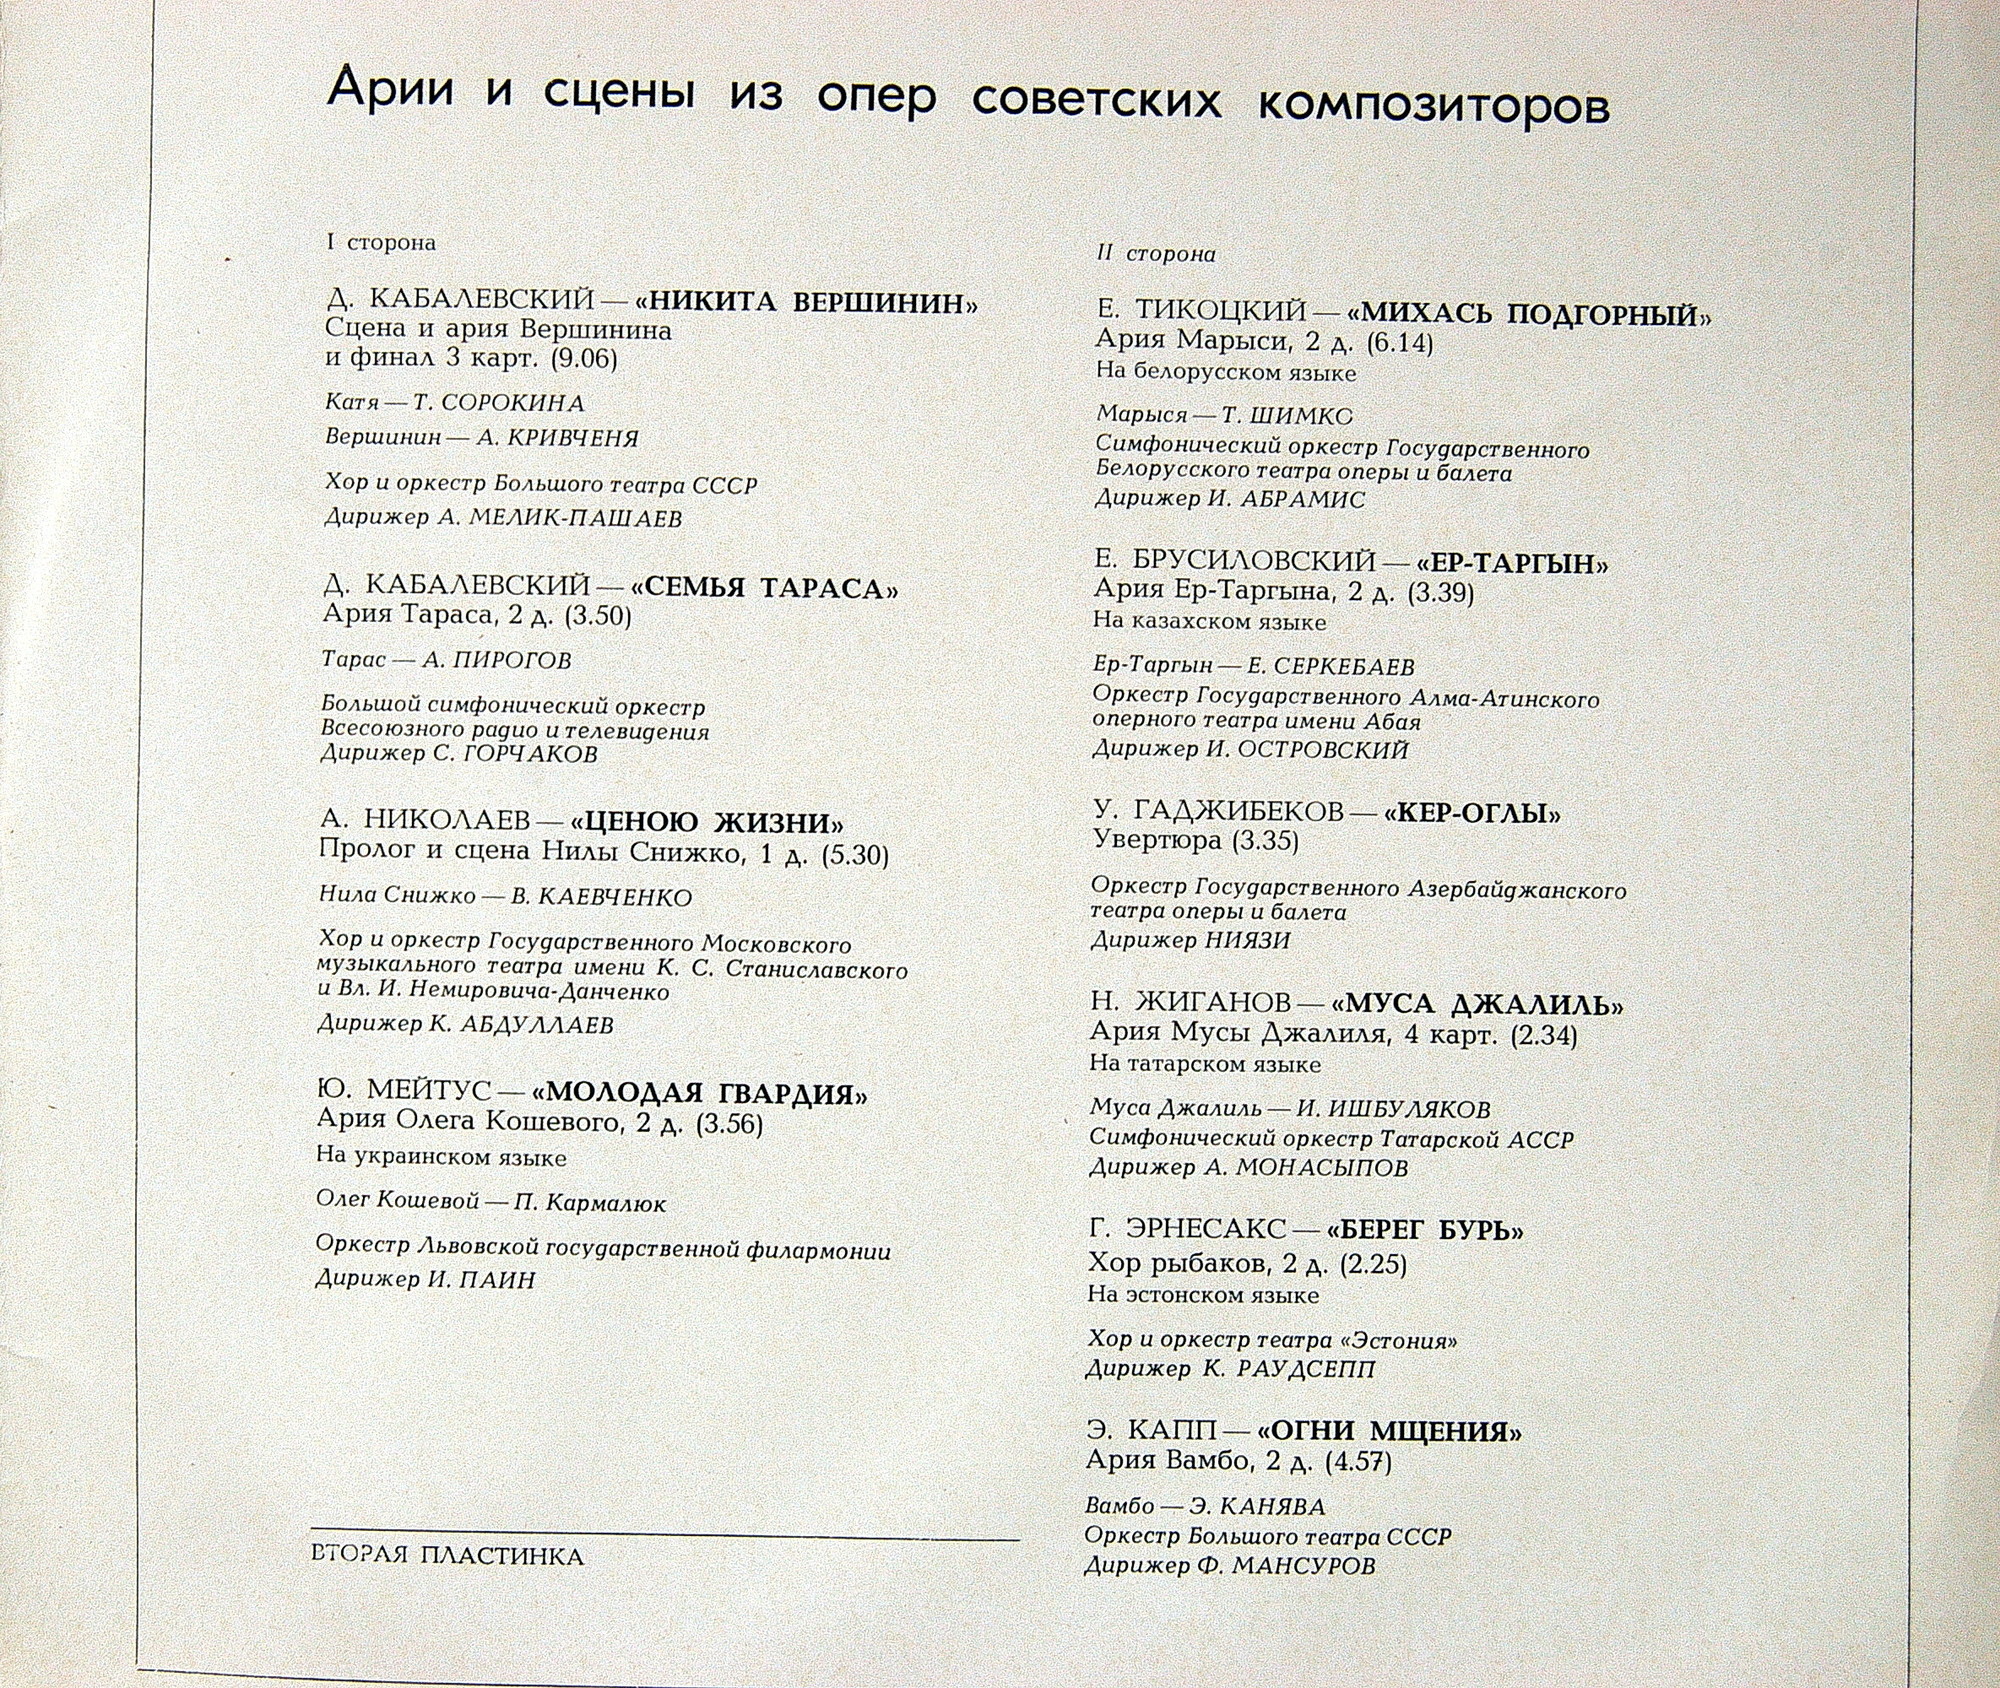 Арии и сцены из опер советских композиторов
I сторона
Д. КАБАЛЕВСКИЙ — «НИКИТА ВЕРШИНИН»
Сцена и ария Вершинина
и финал 3 карт. (9.06)
Катя — Т. СОРОКИНА
Вершинин — А. КРИВЧЕНЯ
Хор и оркестр Большого театра СССР
Дирижер А. МЕЛИК-ПАШАЕВ
Д. КАБАЛЕВСКИЙ — «СЕМЬЯ ТАРАСА»
Ария Тараса, 2 д. (3.50)
Тарас — А. ПИРОГОВ
Большой симфонический оркестр
Всесоюзного радио и телевидения
Дирижер С. ГОРЧАКОВ
А. НИКОЛАЕВ — «ЦЕНОЮ ЖИЗНИ»
Пролог и сцена Нилы Снижко, 1 д. (5.30)
Нила Снижко — В. КАЕВЧЕНКО
Хор и оркестр Государственного Московского
музыкального театра имени К. С. Станиславского
и Вл. И. Немировича-Данченко
Дирижер К. АБДУЛЛАЕВ
Ю. МЕЙТУС — «МОЛОДАЯ ГВАРДИЯ»
Ария Олега Кошевого, 2 д. (3.56)
На украинском языке
Олег Кошевой — П. Кармалюк
Оркестр Львовской государственной филармонии
Дирижер И. ПАИН
ВТОРАЯ ПЛАСТИНКА
II сторона
Е. ТИКОЦКИЙ — «МИХАСЬ ПОДГОРНЫЙ»
Ария Марыси, 2 д. (6.14)
На белорусском языке
Марыся — Т. ШИМКО
Симфонический оркестр Государственного
Белорусского театра оперы и балета
Дирижер И. АБРАМИС
Е. БРУСИЛОВСКИЙ — «ЕР-ТАРГЫН»
Ария Ер-Таргына, 2 д. (3.39)
На казахском языке
Ер-Таргын — Е. СЕРКЕБАЕВ
Оркестр Государственного Алма-Атинского
оперного театра имени Абая
Дирижер И. ОСТРОВСКИЙ
У. ГАДЖИБЕКОВ — «КЕР-ОГЛЫ»
Увертюра (3.35)
Оркестр Государственного Азербайджанского
театра оперы и балета
Дирижер НИЯЗИ
Н. ЖИГАНОВ — «МУСА ДЖАЛИЛЬ»
Ария Мусы Джалиля, 4 карт. (2.34)
На татарском языке
Муса Джалиль — И. ИШБУЛЯКОВ
Симфонический оркестр Татарской АССР
Дирижер А. МОНАСЫПОВ
Г. ЭРНЕСАКС — «БЕРЕГ БУРЬ»
Хор рыбаков, 2 д. (2.25)
На эстонском языке
Хор и оркестр театра «Эстония»
Дирижер К. РАУДСЕПП
Э. КАПП — «ОГНИ МЩЕНИЯ»
Ария Вамбо, 2 д. (4.57)
Вамбо — Э. КАНЯВА
Оркестр Большого театра СССР
Дирижер Ф. МАНСУРОВ